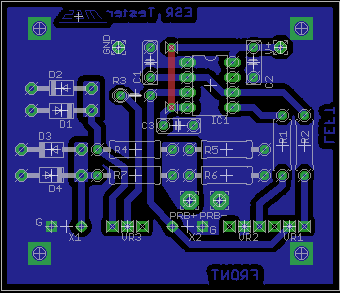 ESR Tester
GND
V+
D2
R3
C1
C2
D1
C3
IC1
LEFT
D3
R4
R5
R1
R2
D4
R7
R6
PRB+ PRB-
G
X1
VR3
X2
G
VR2
VR1
FRONT